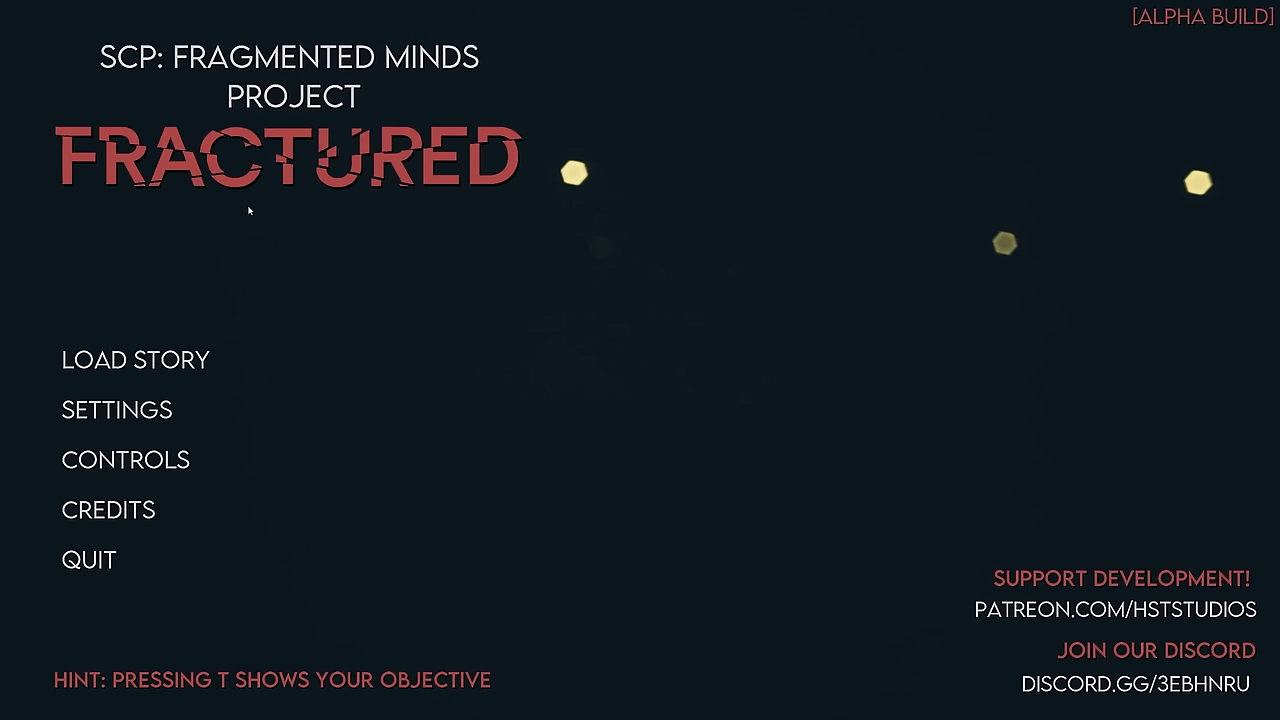 [ALPHA BUILD]
SCP: FRAGMENTED MINDS
PROJECT
FRACTURED
LOAD STORY
SETTINGS
CONTROLS
CREDITS
QUIT
SUPPORT DEVELOPMENT!
PATREON.COM/HSTSTUDIOS
JOIN OUR DISCORD
DISCORD.GG/3EBHNRU
HINT: PRESSING T SHOWS YOUR OBJECTIVE